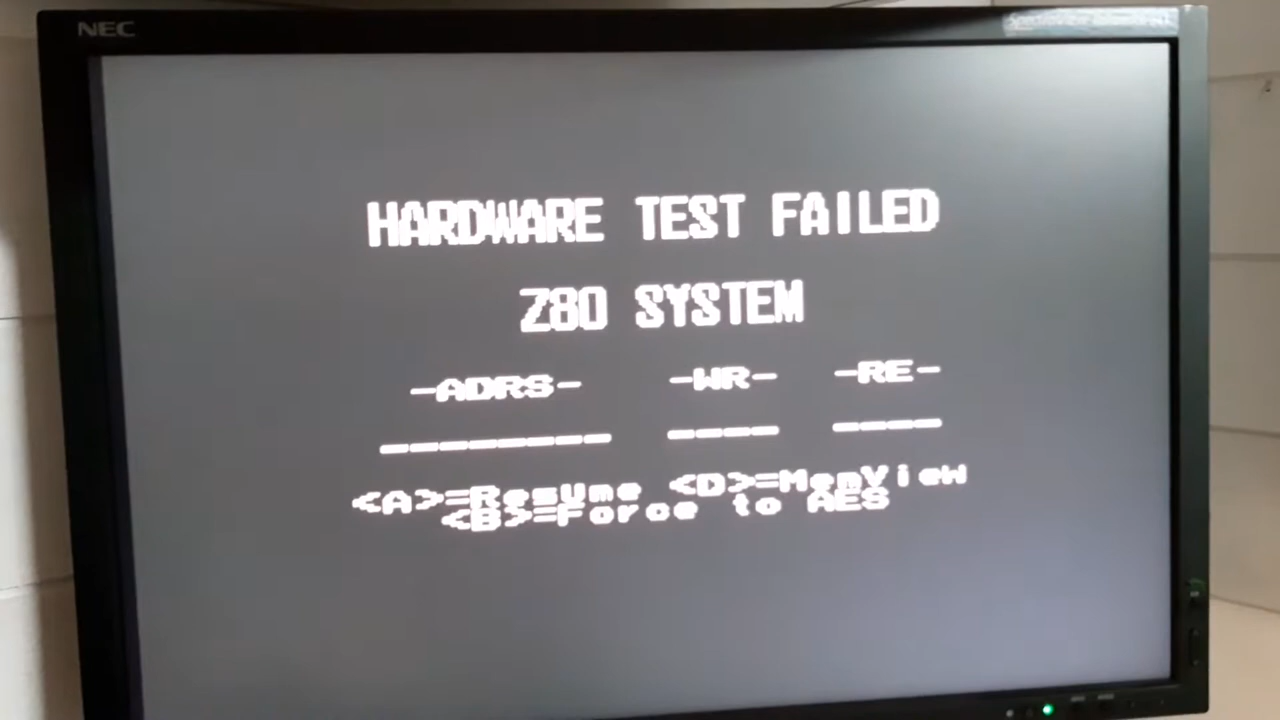 NEC
HARDWARE TEST FAILED
Z80 SYSTEM
-ADRS- -WR- -RE-
-------- ---- ----
<A>=ResUme <D>=MemView
<B>=Force to AES